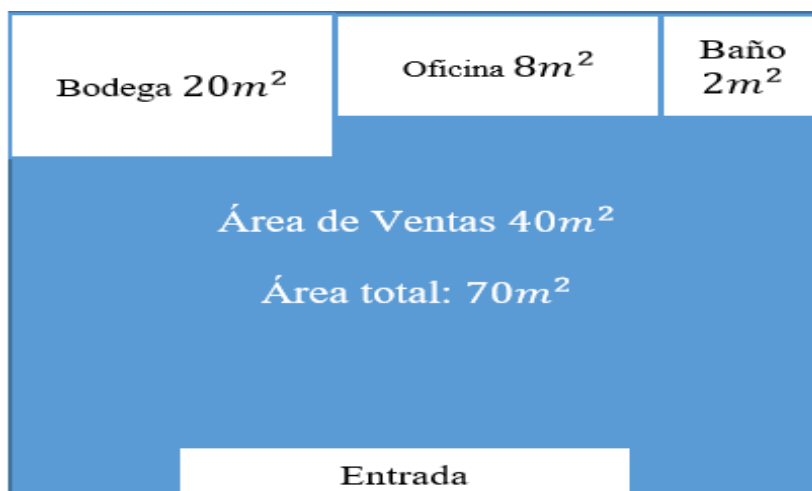 Bodega 20m²
Oficina 8m²
Baño
2m²
Área de Ventas 40m²
Área total: 70m²
Entrada